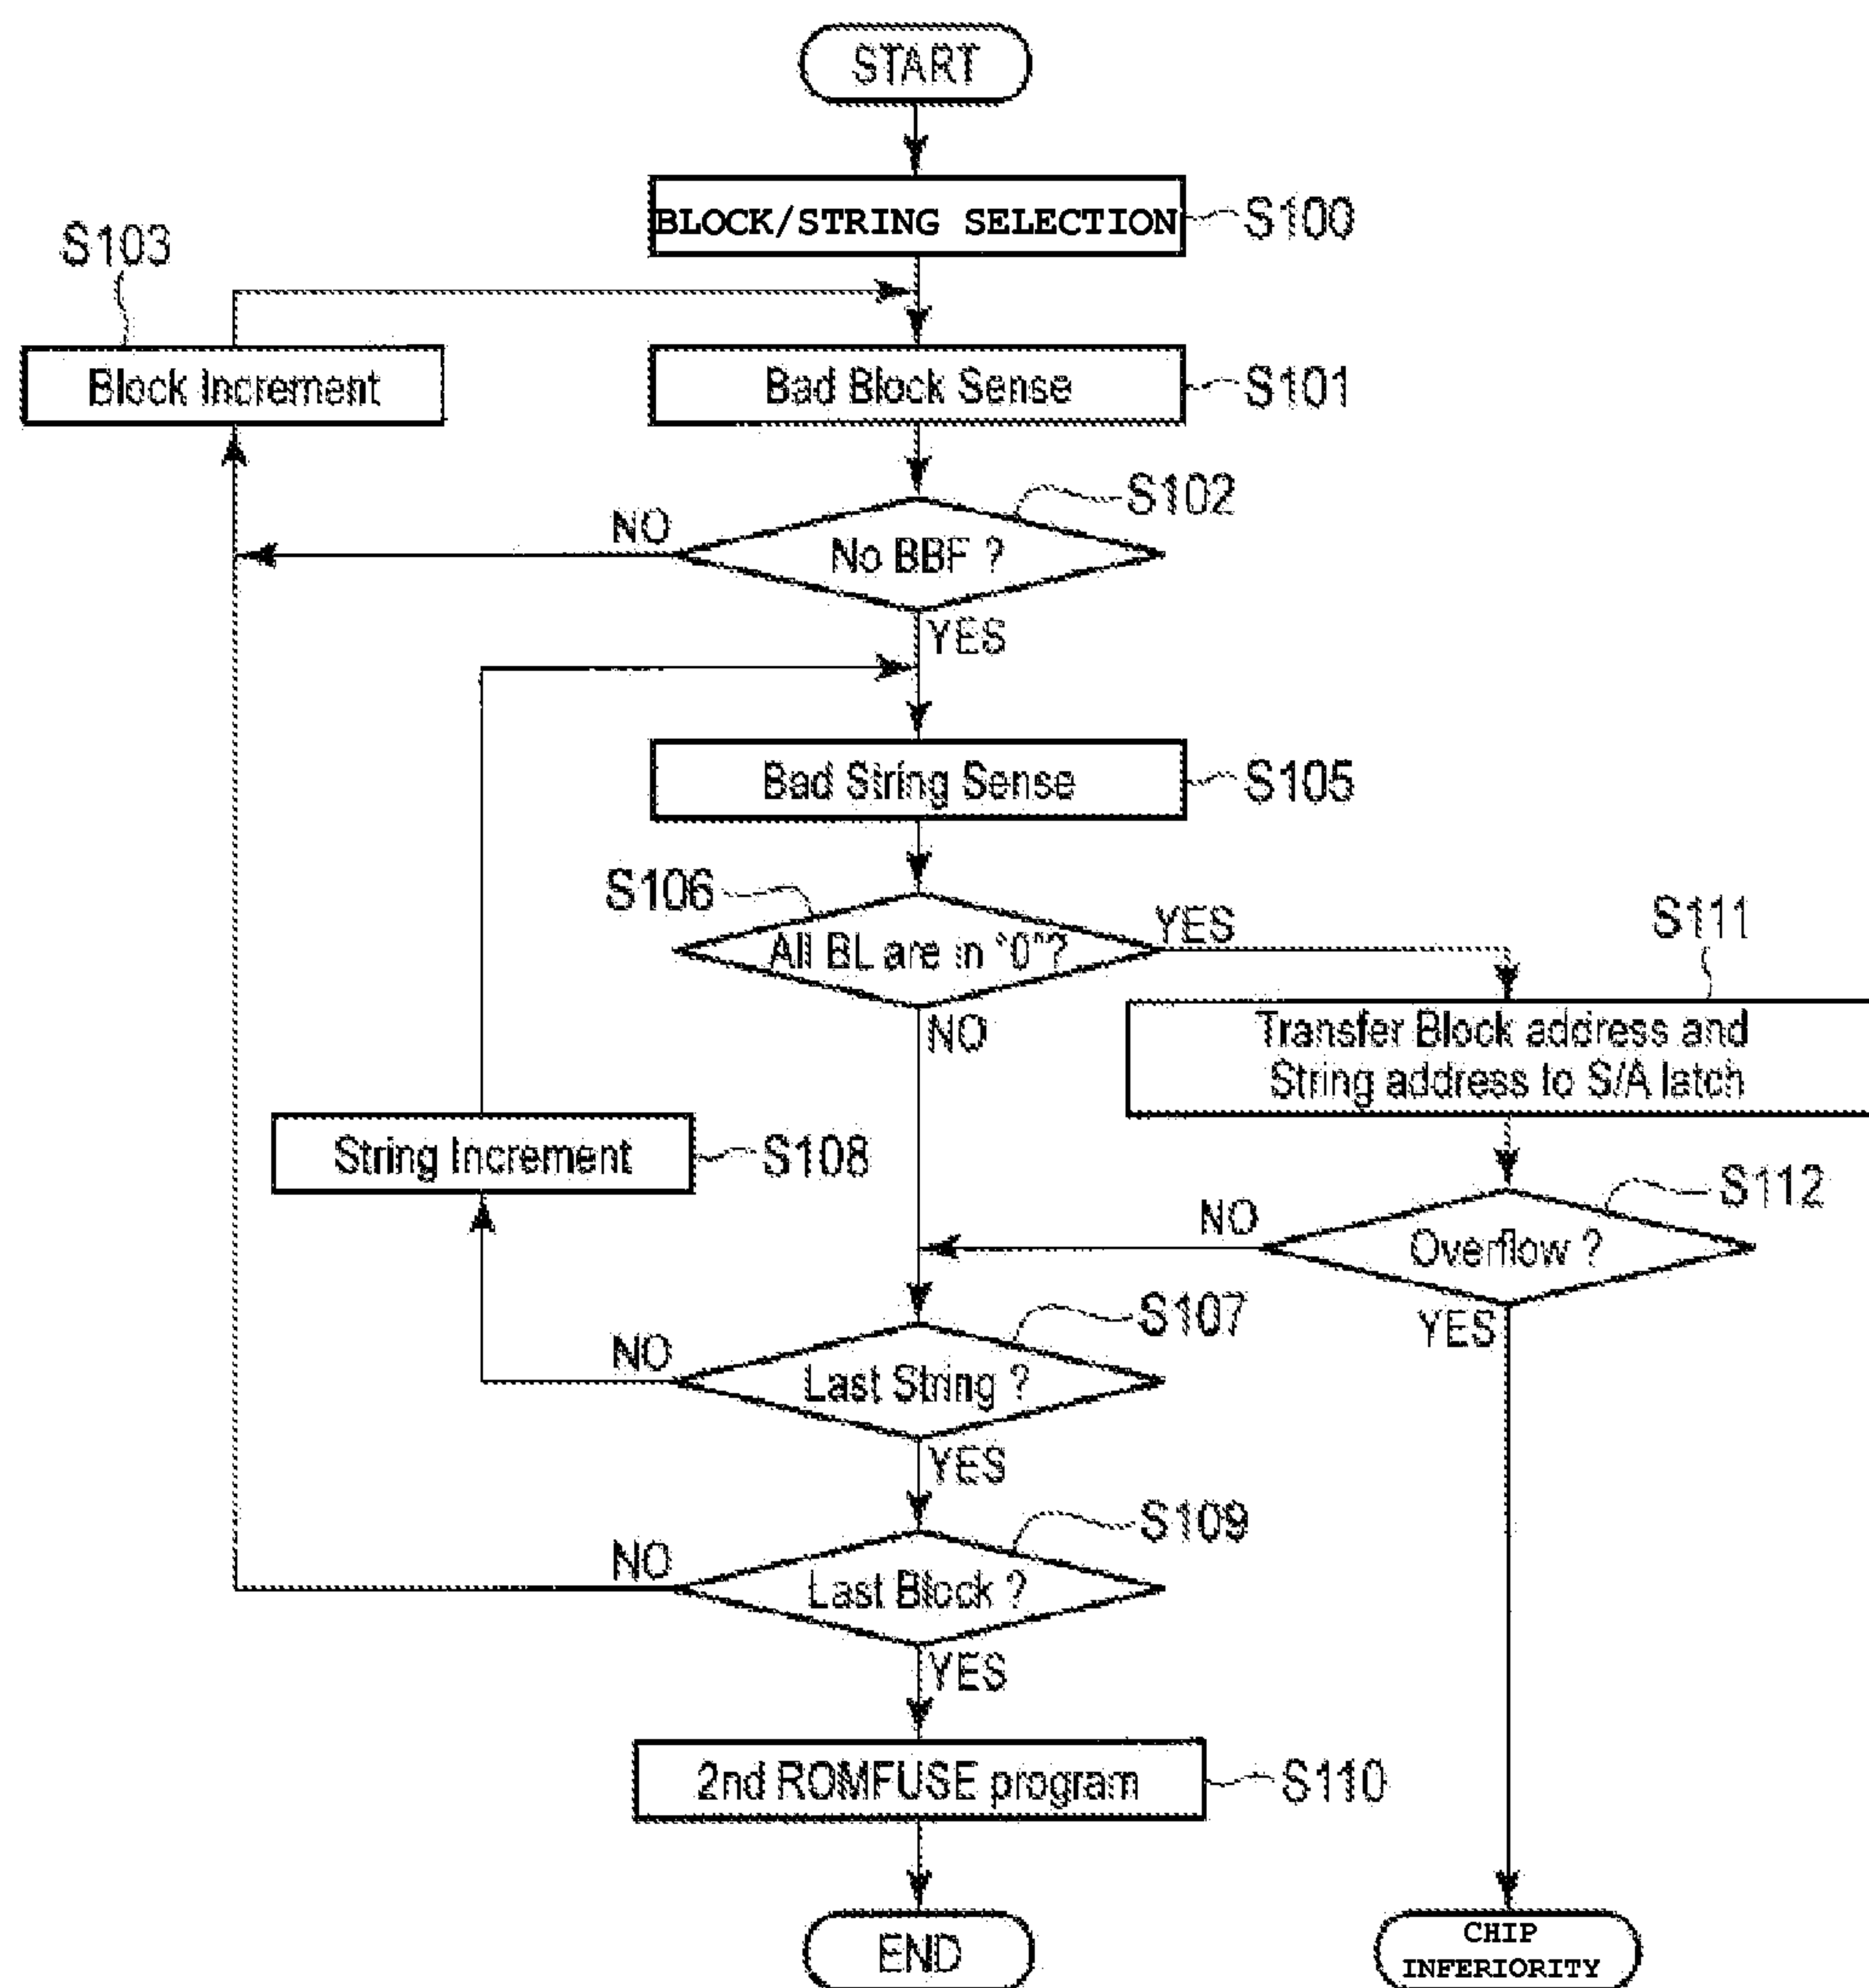 START
BLOCK/STRING SELECTION
S100
S103
Block Increment
Bad Block Sense
S101
S102
NO
No BBF ?
YES
Bad String Sense
S105
S106
All BL are in "0"?
YES
NO
S111
Transfer Block address and
String address to S/A latch
String Increment
S108
S112
NO
Overflow ?
YES
S107
NO
Last String ?
YES
S109
NO
Last Block ?
YES
2nd ROMFUSE program
S110
END
CHIP
INFERIORITY